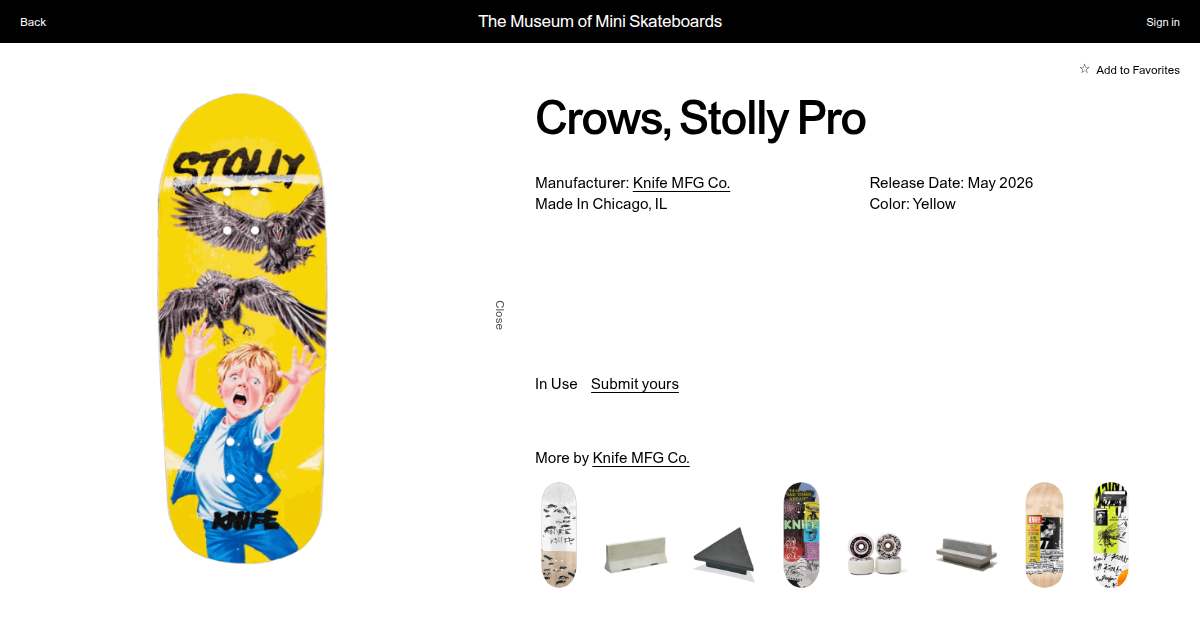 Back
The Museum of Mini Skateboards
Sign in
☆ Add to Favorites
STOLLY
KNIFE
Close
Crows, Stolly Pro
Manufacturer: Knife MFG Co.
Made In Chicago, IL
Release Date: May 2026
Color: Yellow
In Use Submit yours
More by Knife MFG Co.
KNIFE